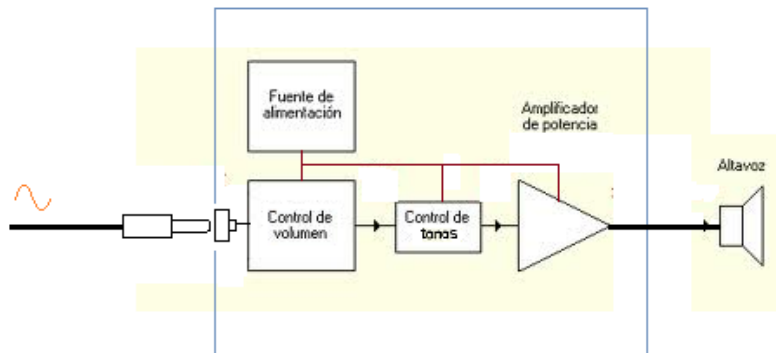 Fuente de
alimentación
Amplificador
de potencia
Altavoz
Control de
volumen
Control de
tonos